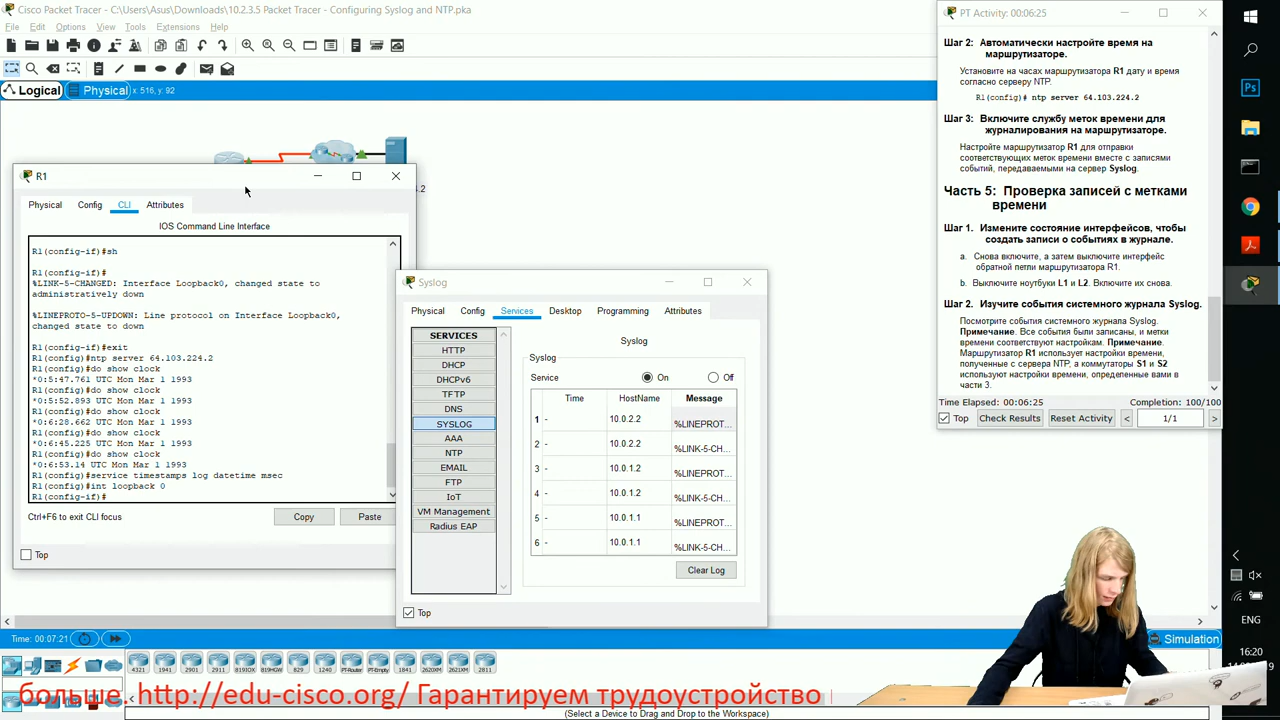 Cisco Packet Tracer - C:\Users\Asus\Downloads\10.2.3.5 Packet Tracer - Configuring Syslog and NTP.pka
File Edit Options View Tools Extensions Help
Logical Physical x: 516, y: 92
R1
Physical Config CLI Attributes
IOS Command Line Interface
R1(config-if)#sh
R1(config-if)#
%LINK-5-CHANGED: Interface Loopback0, changed state to
administratively down
%LINEPROTO-5-UPDOWN: Line protocol on Interface Loopback0,
changed state to down
R1(config-if)#exit
R1(config)#ntp server 64.103.224.2
R1(config)#do show clock
*0:5:47.761 UTC Mon Mar 1 1993
R1(config)#do show clock
*0:5:52.893 UTC Mon Mar 1 1993
R1(config)#do show clock
*0:6:28.662 UTC Mon Mar 1 1993
R1(config)#do show clock
*0:6:45.225 UTC Mon Mar 1 1993
R1(config)#do show clock
*0:6:53.14 UTC Mon Mar 1 1993
R1(config)#service timestamps log datetime msec
R1(config)#int loopback 0
R1(config-if)#
Ctrl+F6 to exit CLI focus
Copy Paste
Top
Syslog
Physical Config Services Desktop Programming Attributes
SERVICES
HTTP
DHCP
DHCPv6
TFTP
DNS
SYSLOG
AAA
NTP
EMAIL
FTP
IoT
VM Management
Radius EAP
Syslog
Syslog
Service On Off
Time HostName Message
1 - 10.0.2.2 %LINEPROT...
2 - 10.0.2.2 %LINK-5-CH...
3 - 10.0.1.2 %LINEPROT...
4 - 10.0.1.2 %LINK-5-CH...
5 - 10.0.1.1 %LINEPROT...
6 - 10.0.1.1 %LINK-5-CH...
Clear Log
Top
PT Activity: 00:06:25
Шаг 2: Автоматически настройте время на
маршрутизаторе.
Установите на часах маршрутизатора R1 дату и время
согласно серверу NTP.
R1(config)# ntp server 64.103.224.2
Шаг 3: Включите службу меток времени для
журналирования на маршрутизаторе.
Настройте маршрутизатор R1 для отправки
соответствующих меток времени вместе с записями
событий, передаваемыми на сервер Syslog.
Часть 5: Проверка записей с метками
времени
Шаг 1. Измените состояние интерфейсов, чтобы
создать записи о событиях в журнале.
a. Снова включите, а затем выключите интерфейс
обратной петли маршрутизатора R1.
b. Выключите ноутбуки L1 и L2. Включите их снова.
Шаг 2. Изучите события системного журнала Syslog.
Посмотрите события системного журнала Syslog.
Примечание. Все события были записаны, и метки
времени соответствуют настройкам. Примечание.
Маршрутизатор R1 использует настройки времени,
полученные с сервера NTP, а коммутаторы S1 и S2
используют настройки времени, определенные вами в
части 3.
Time Elapsed: 00:06:25 Completion: 100/100
Top Check Results Reset Activity < 1/1 >
Time: 00:07:21
Simulation
4321 1941 2901 2911 819IOX 819HGW 829 1240 PT-Router PT-Empty 1841 2620XM 2621XM 2811
больше. http://edu-cisco.org/ Гарантируем трудоустройство
(Select a Device to Drag and Drop to the Workspace)
Ps
ENG
16:20